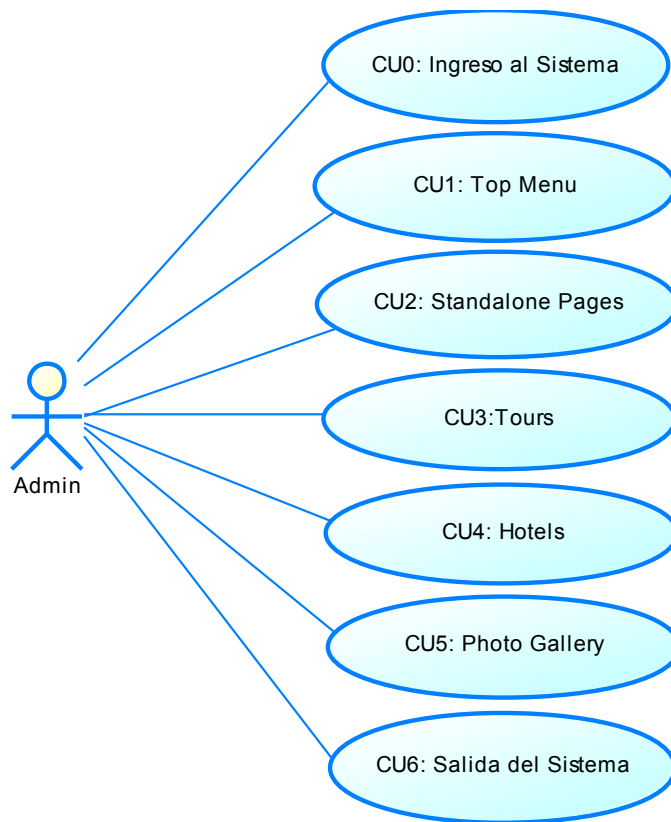 CU0: Ingreso al Sistema
CU1: Top Menu
CU2: Standalone Pages
CU3:Tours
Admin
CU4: Hotels
CU5: Photo Gallery
CU6: Salida del Sistema